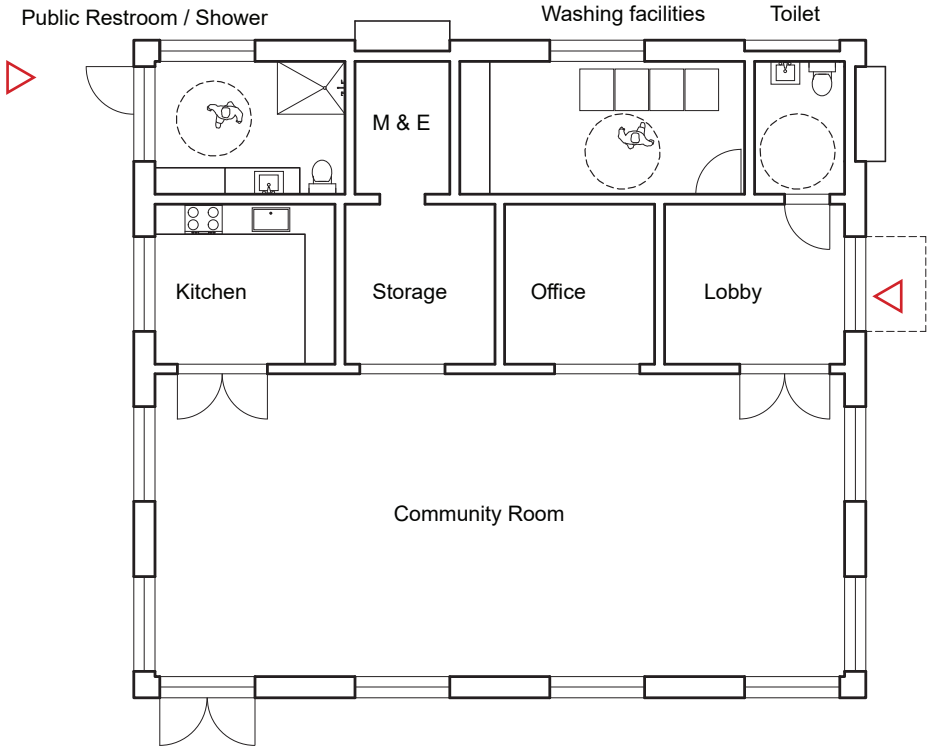 Public Restroom / Shower
Washing facilities
Toilet
M & E
Kitchen
Storage
Office
Lobby
Community Room